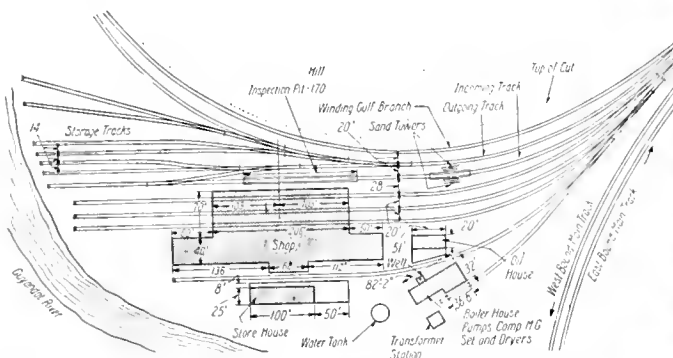 Mill
Inspection Pit-170
Top of Cut
Winding Gulf Branch
Incoming Track
Outgoing Track
20'
Sand Towers
14
Storage Tracks
28
Shop
20'
20'
51'
Well
Oil
House
136
112'
82'2"
32
36'6"
8'
25'
100'
50'
Store House
Water Tank
Transformer
Station
Boiler House
Pumps Comp M.G
Set and Dryers
West Bound Main Track
East Bound Main Track
Guyandot River